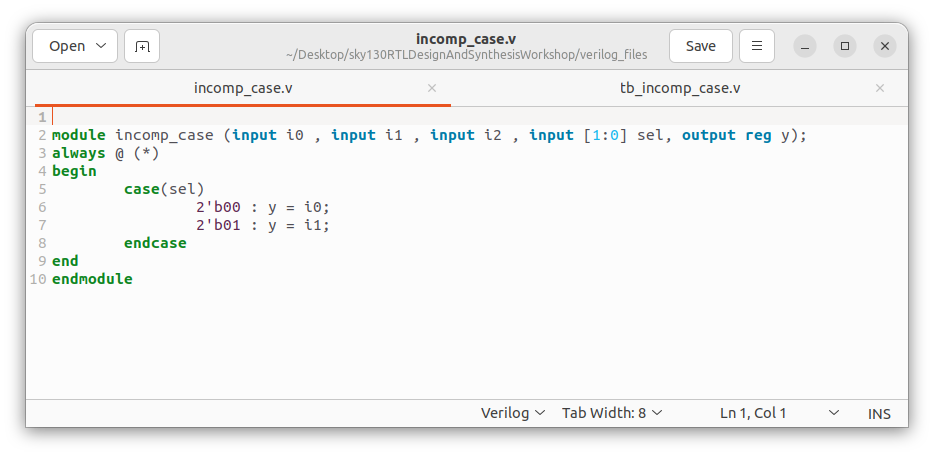 Open
incomp_case.v
~/Desktop/sky130RTLDesignAndSynthesisWorkshop/verilog_files
Save
incomp_case.v
tb_incomp_case.v
1
2 module incomp_case (input i0 , input i1 , input i2 , input [1:0] sel, output reg y);
3 always @ (*)
4 begin
5 case(sel)
6 2'b00 : y = i0;
7 2'b01 : y = i1;
8 endcase
9 end
10 endmodule
Verilog Tab Width: 8 Ln 1, Col 1 INS